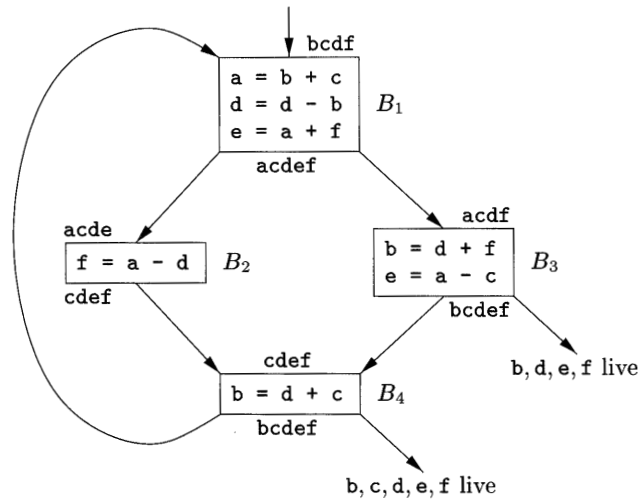 bcdf
a = b + c
d = d - b
e = a + f
B₁
acdef
acde
f = a - d
B₂
cdef
acdf
b = d + f
e = a - c
B₃
bcdef
b, d, e, f live
cdef
b = d + c
B₄
bcdef
b, c, d, e, f live